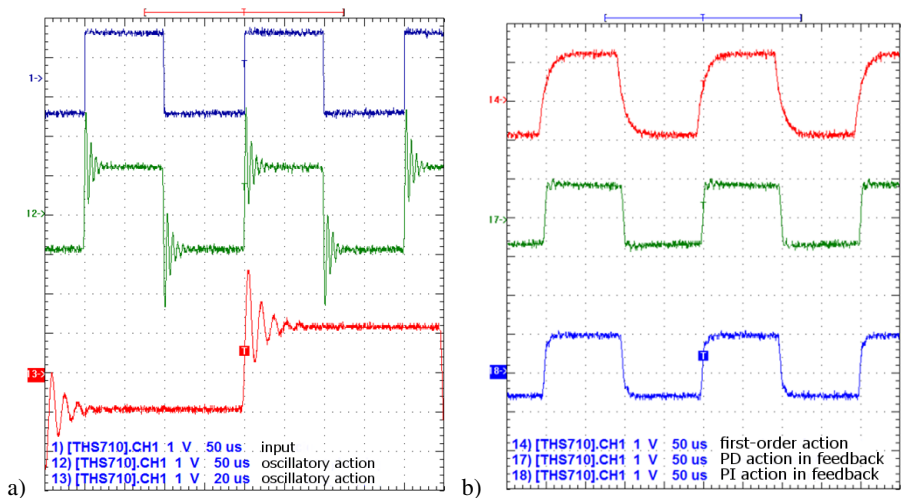 1->
12->
T
T
T
13->
1) [THS710].CH1 1 V 50 us input
12) [THS710].CH1 1 V 50 us oscillatory action
13) [THS710].CH1 1 V 20 us oscillatory action
a)
14->
17->
T
T
T
18->
14) [THS710].CH1 1 V 50 us first-order action
17) [THS710].CH1 1 V 50 us PD action in feedback
18) [THS710].CH1 1 V 50 us PI action in feedback
b)